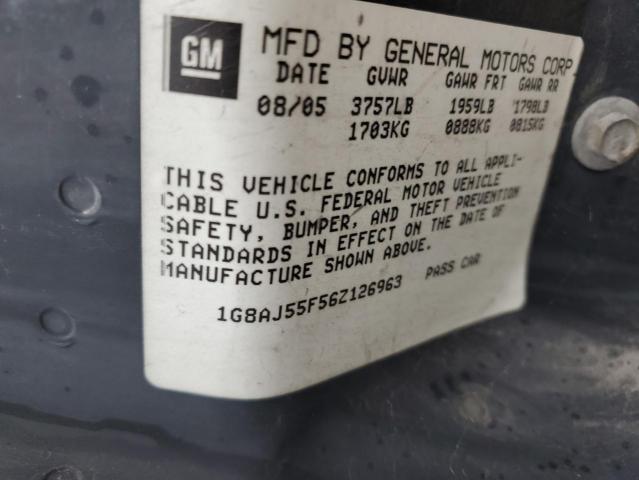 GM MFD BY GENERAL MOTORS CORP
DATE GVWR GAWR FRT GAWR RR
08/05 3757LB 1959LB 1798LB
1703KG 0888KG 0815KG
THIS VEHICLE CONFORMS TO ALL APPLI-
CABLE U.S. FEDERAL MOTOR VEHICLE
SAFETY, BUMPER, AND THEFT PREVENTION
STANDARDS IN EFFECT ON THE DATE OF
MANUFACTURE SHOWN ABOVE.
1G8AJ55F56Z126963 PASS CAR